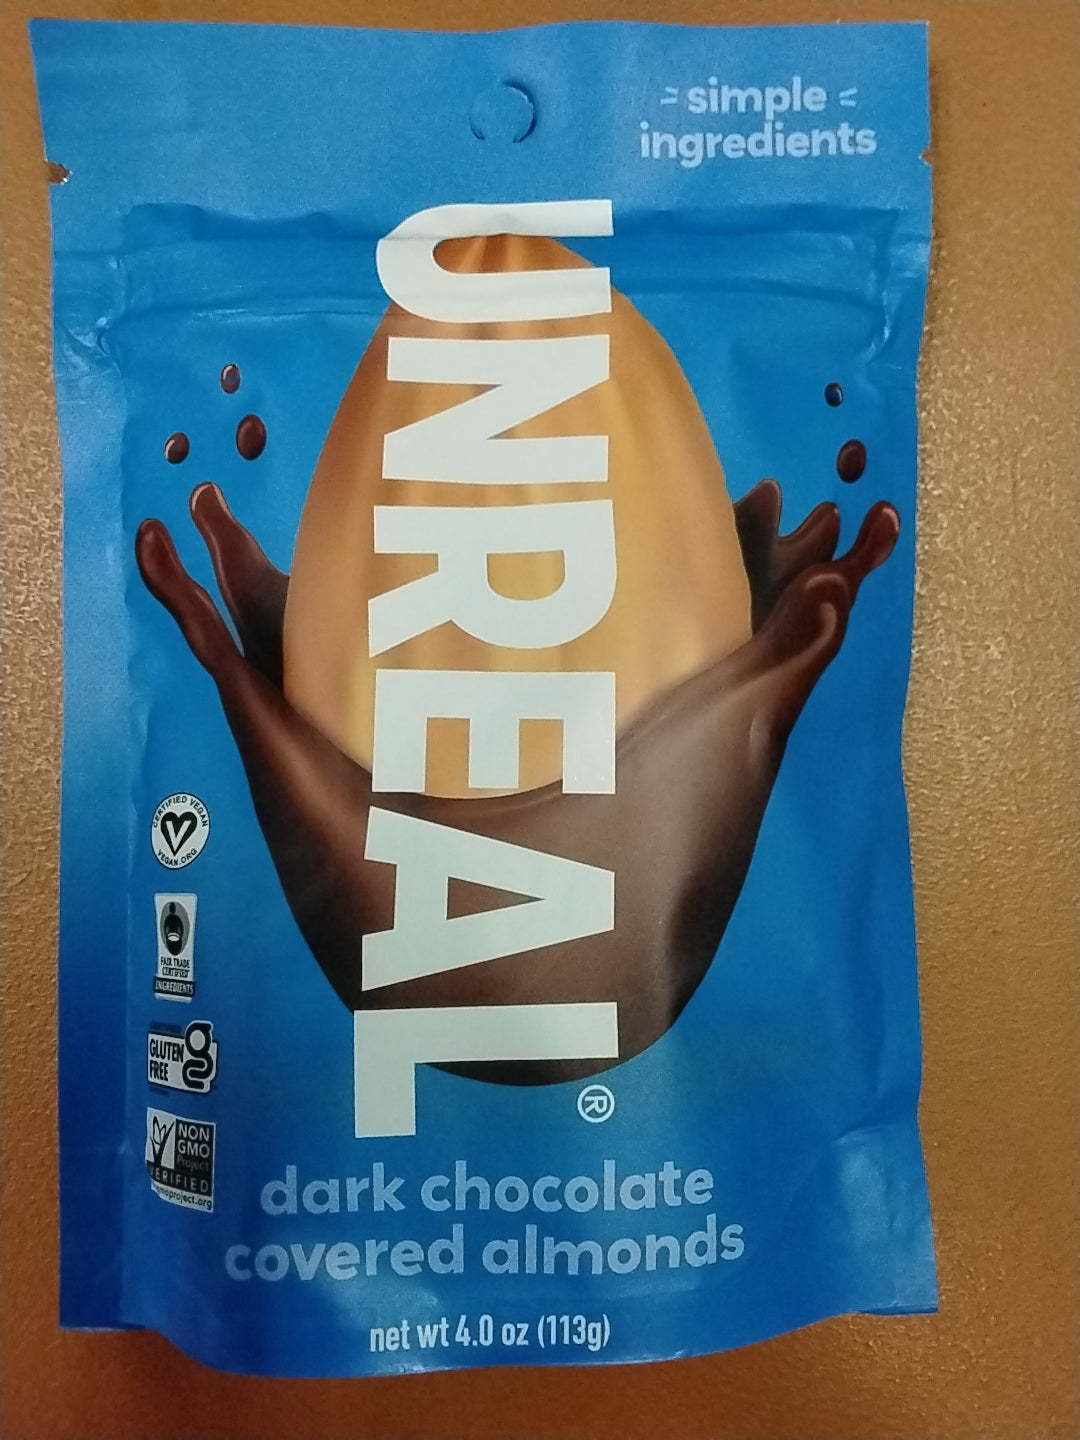 simple
ingredients
UNREAL®
CERTIFIED VEGAN
VEGAN.ORG
FAIR TRADE
CERTIFIED
INGREDIENTS
GLUTEN
FREE
NON
GMO
Project
VERIFIED
dark chocolate
covered almonds
net wt 4.0 oz (113g)